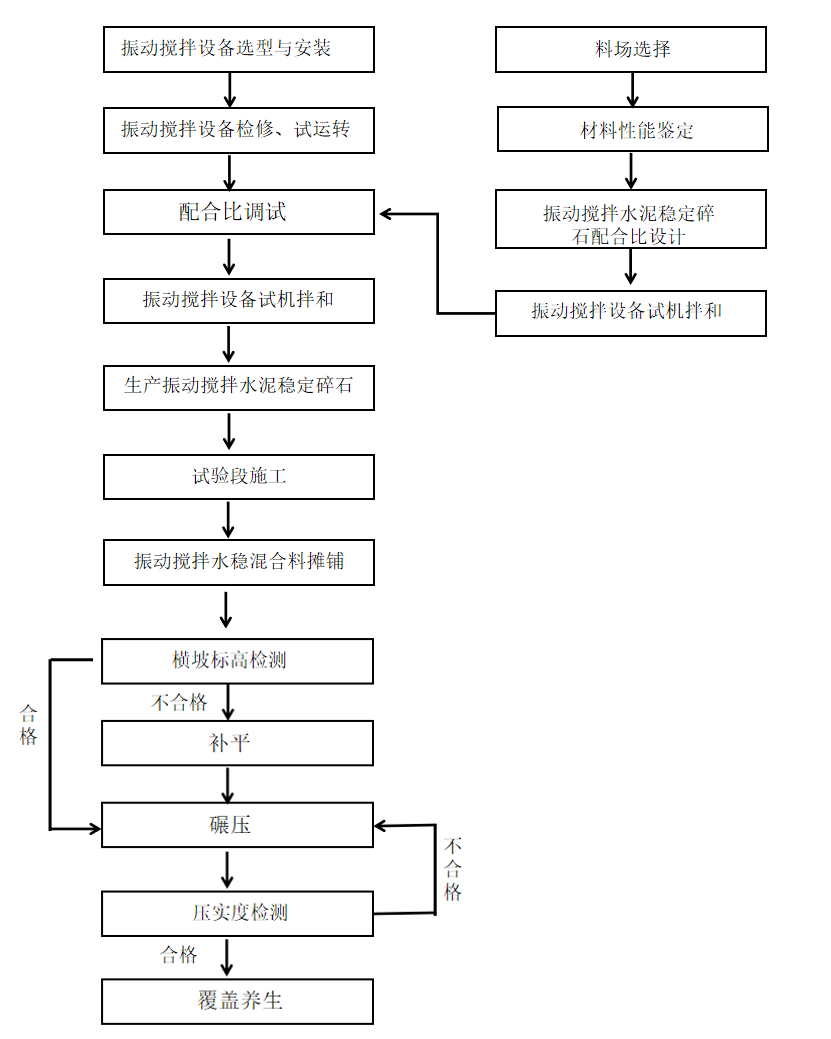 振动搅拌设备选型与安装
料场选择
振动搅拌设备检修、试运转
材料性能鉴定
配合比调试
振动搅拌水泥稳定碎
石配合比设计
振动搅拌设备试机拌和
振动搅拌设备试机拌和
生产振动搅拌水泥稳定碎石
试验段施工
振动搅拌水稳混合料摊铺
横坡标高检测
不合格
合格
补平
碾压
不合格
压实度检测
合格
覆盖养生